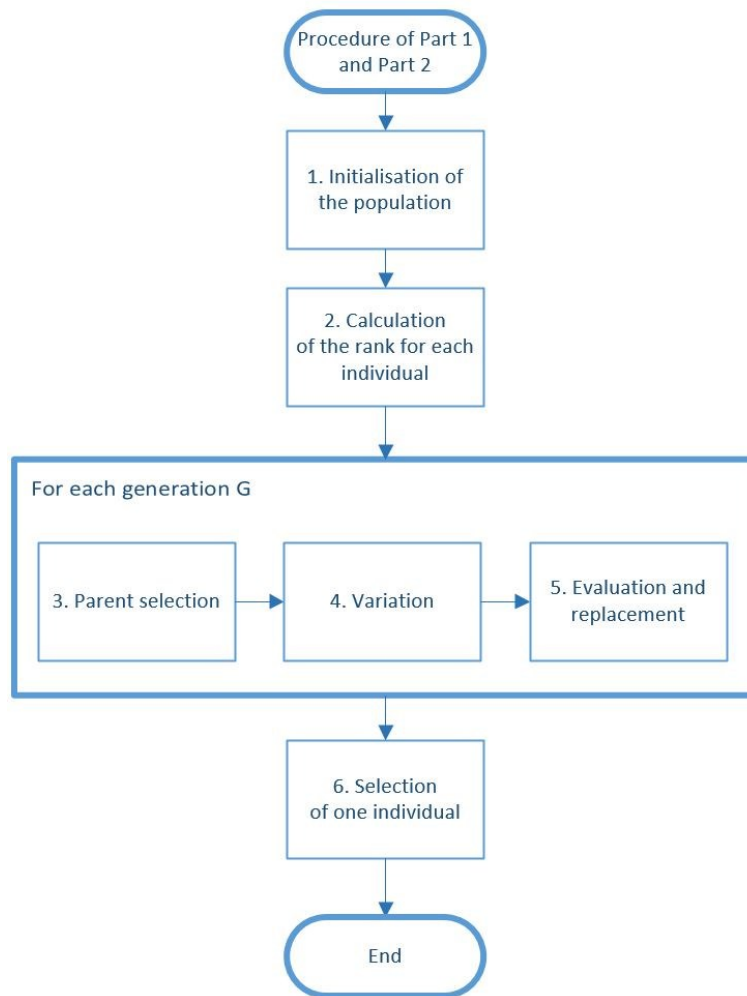 Procedure of Part 1
and Part 2
1. Initialisation of
the population
2. Calculation
of the rank for each
individual
For each generation G
3. Parent selection
4. Variation
5. Evaluation and
replacement
6. Selection
of one individual
End